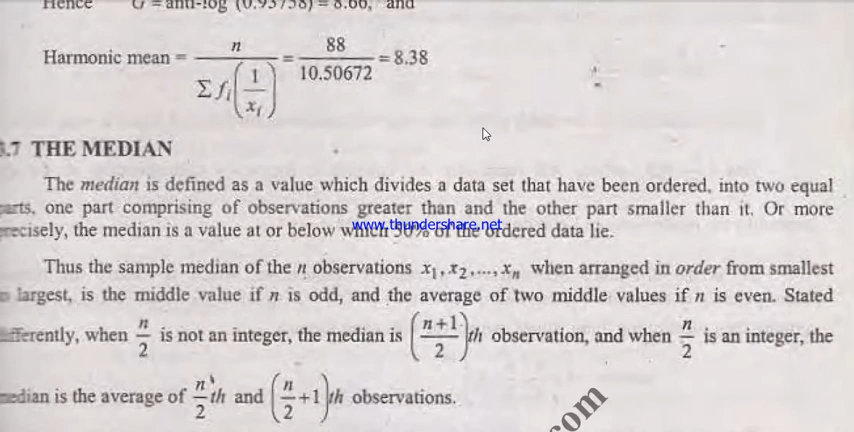 Hence G = anti-log (0.93758) = 8.66, and
Harmonic mean = n / Σ f_i (1/x_i) = 88 / 10.50672 = 8.38
3.7 THE MEDIAN
The median is defined as a value which divides a data set that have been ordered, into two equal
parts, one part comprising of observations greater than and the other part smaller than it. Or more
precisely, the median is a value at or below which 50% of the ordered data lie.
www.thundershare.net
Thus the sample median of the n observations x₁, x₂,..., xₙ when arranged in order from smallest
to largest, is the middle value if n is odd, and the average of two middle values if n is even. Stated
differently, when n/2 is not an integer, the median is ((n+1)/2)th observation, and when n/2 is an integer, the
median is the average of n/2 th and (n/2 + 1)th observations.
com